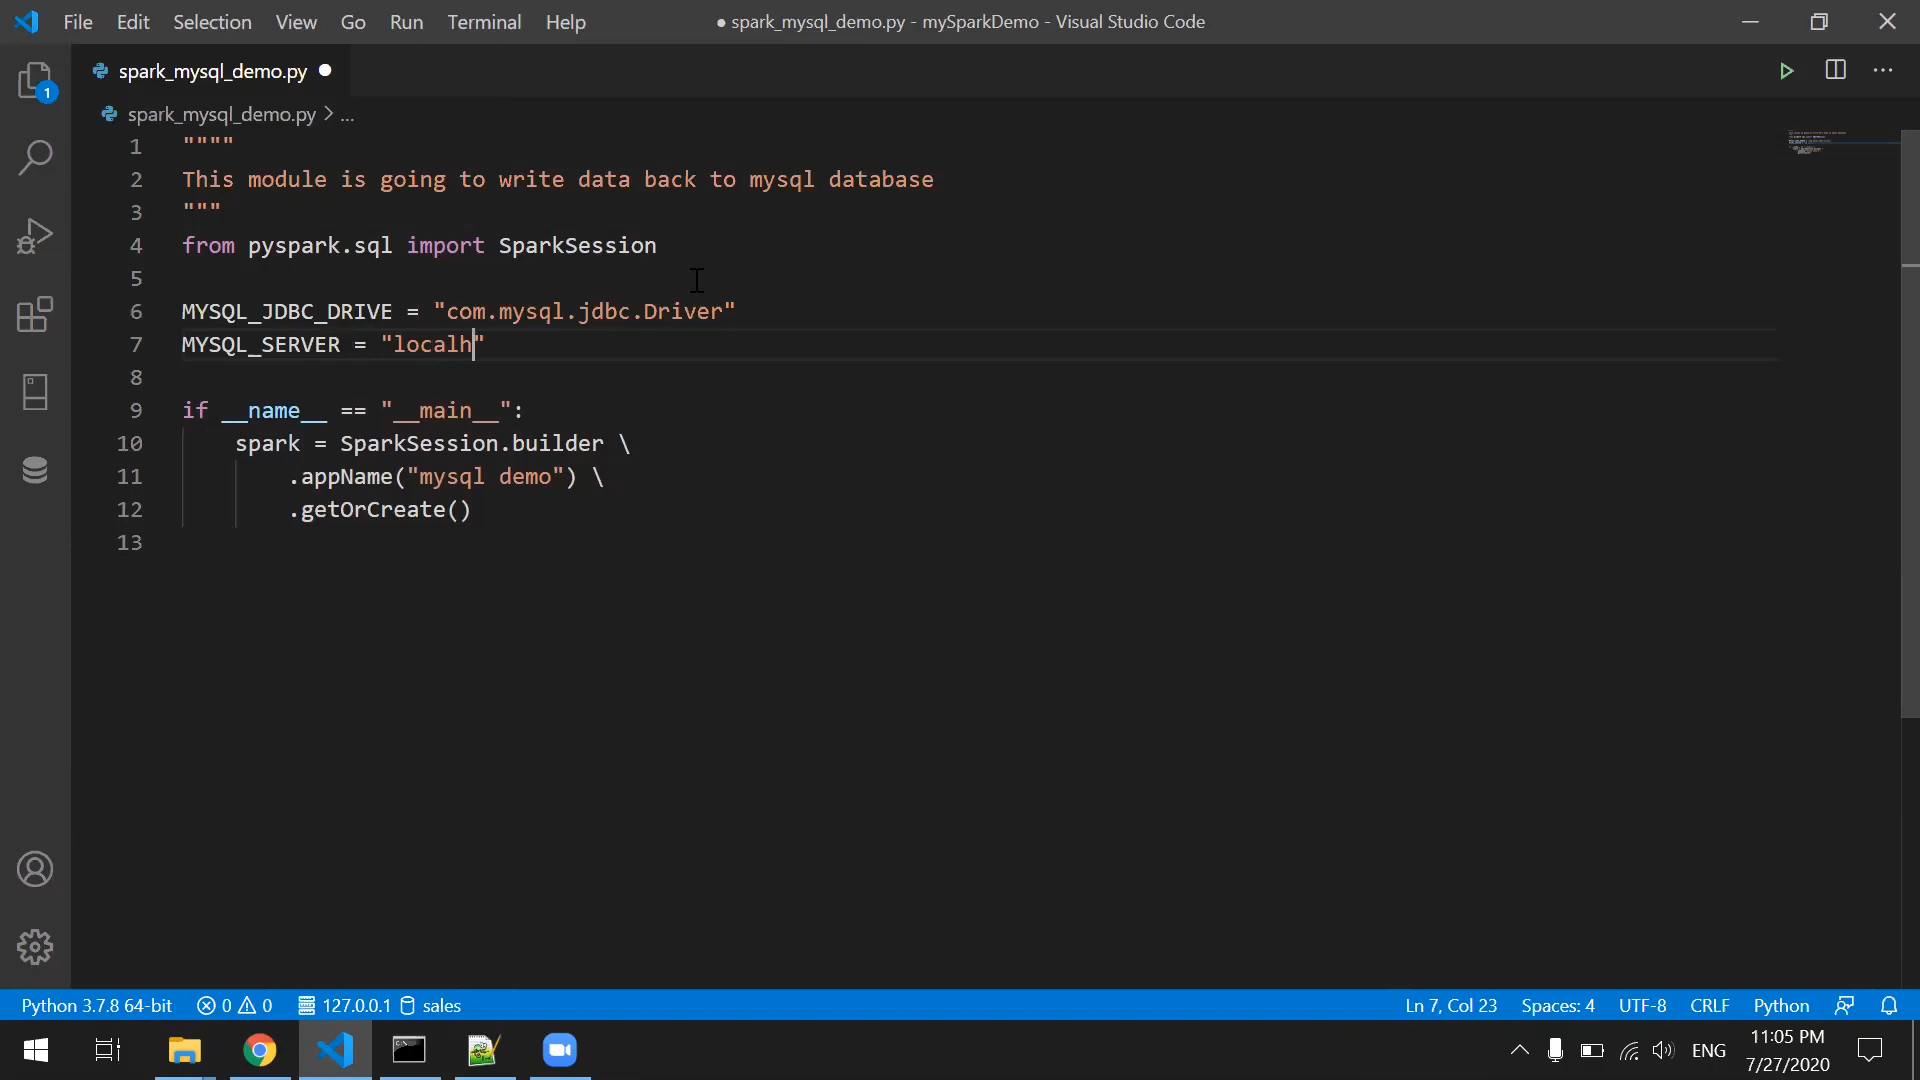 File Edit Selection View Go Run Terminal Help
● spark_mysql_demo.py - mySparkDemo - Visual Studio Code
spark_mysql_demo.py ●
1
spark_mysql_demo.py > ...
1 """"
2 This module is going to write data back to mysql database
3 """
4 from pyspark.sql import SparkSession
5
6 MYSQL_JDBC_DRIVE = "com.mysql.jdbc.Driver"
7 MYSQL_SERVER = "localh"
8
9 if __name__ == "__main__":
10 spark = SparkSession.builder \
11 .appName("mysql demo") \
12 .getOrCreate()
13
Python 3.7.8 64-bit 0 0 127.0.0.1 sales Ln 7, Col 23 Spaces: 4 UTF-8 CRLF Python
ENG
11:05 PM
7/27/2020